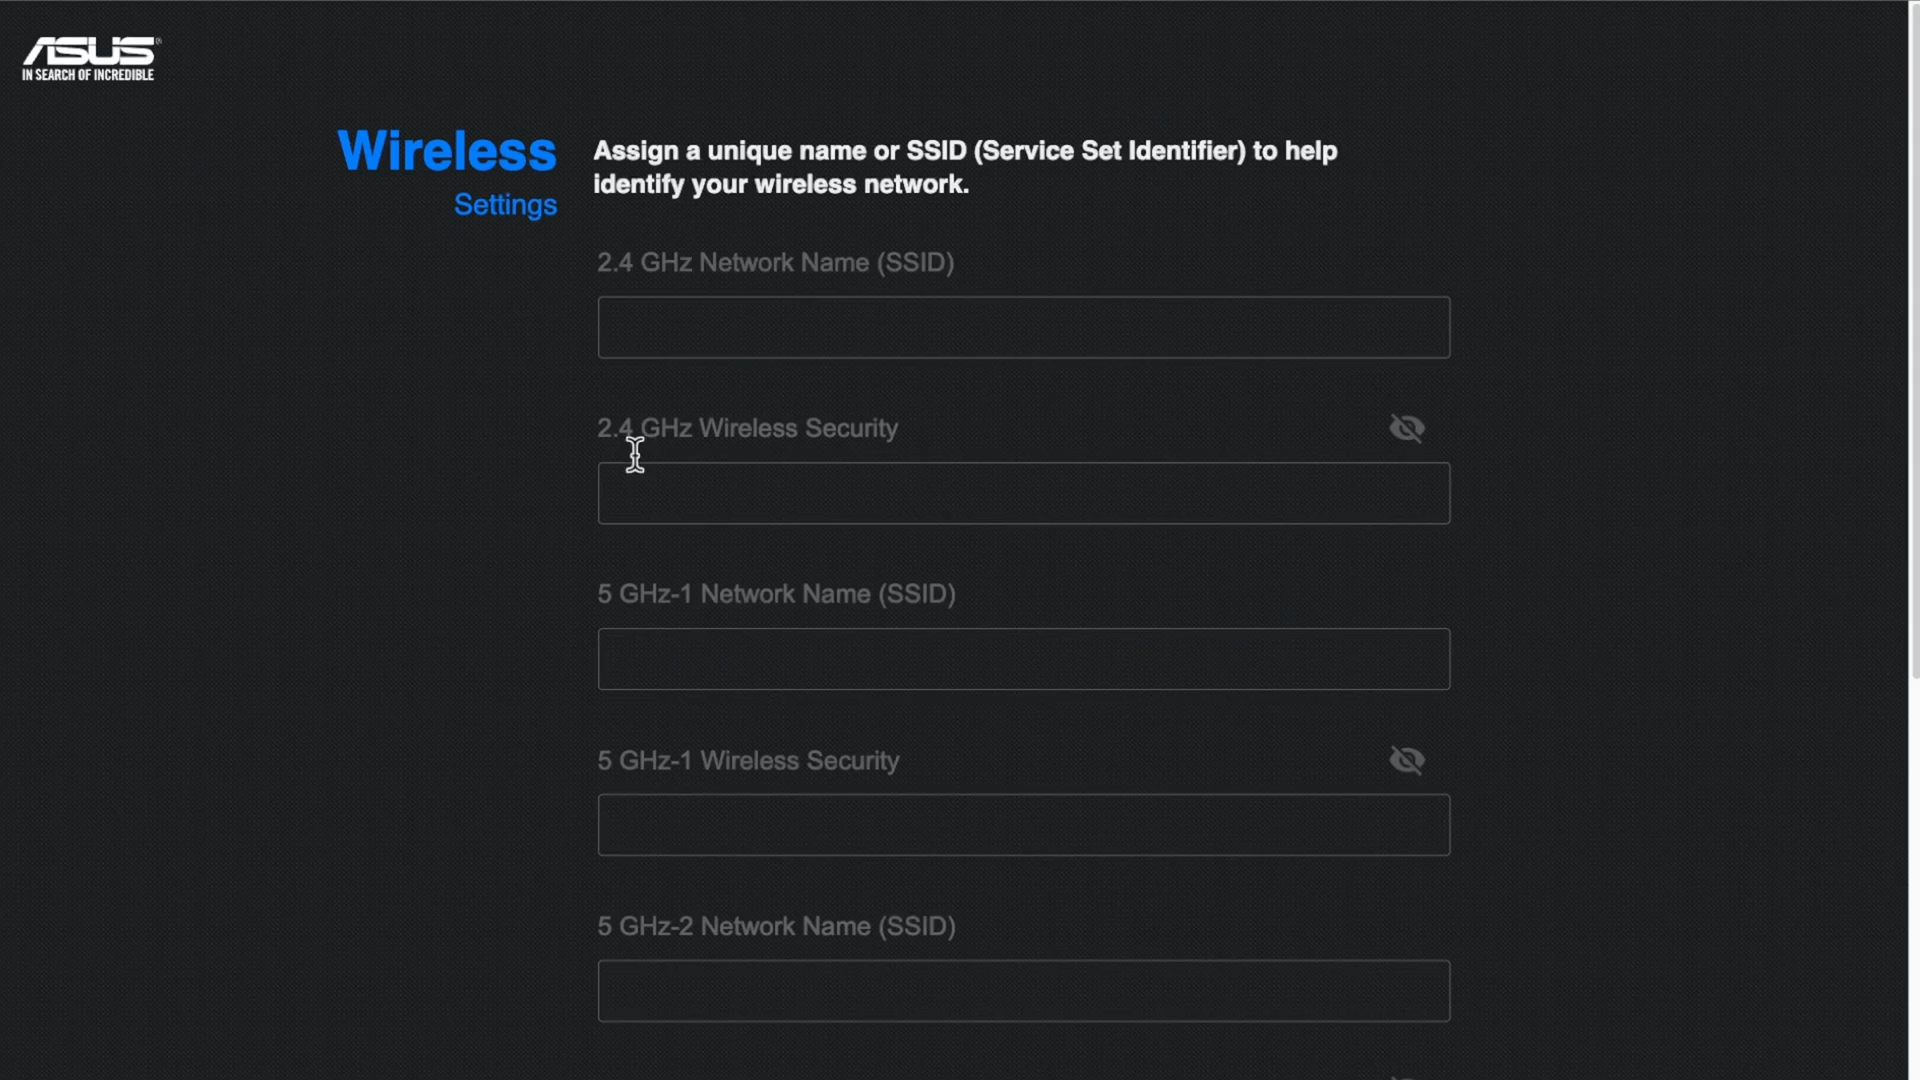 ASUS
IN SEARCH OF INCREDIBLE
Wireless
Settings
Assign a unique name or SSID (Service Set Identifier) to help
identify your wireless network.
2.4 GHz Network Name (SSID)
2.4 GHz Wireless Security
5 GHz-1 Network Name (SSID)
5 GHz-1 Wireless Security
5 GHz-2 Network Name (SSID)